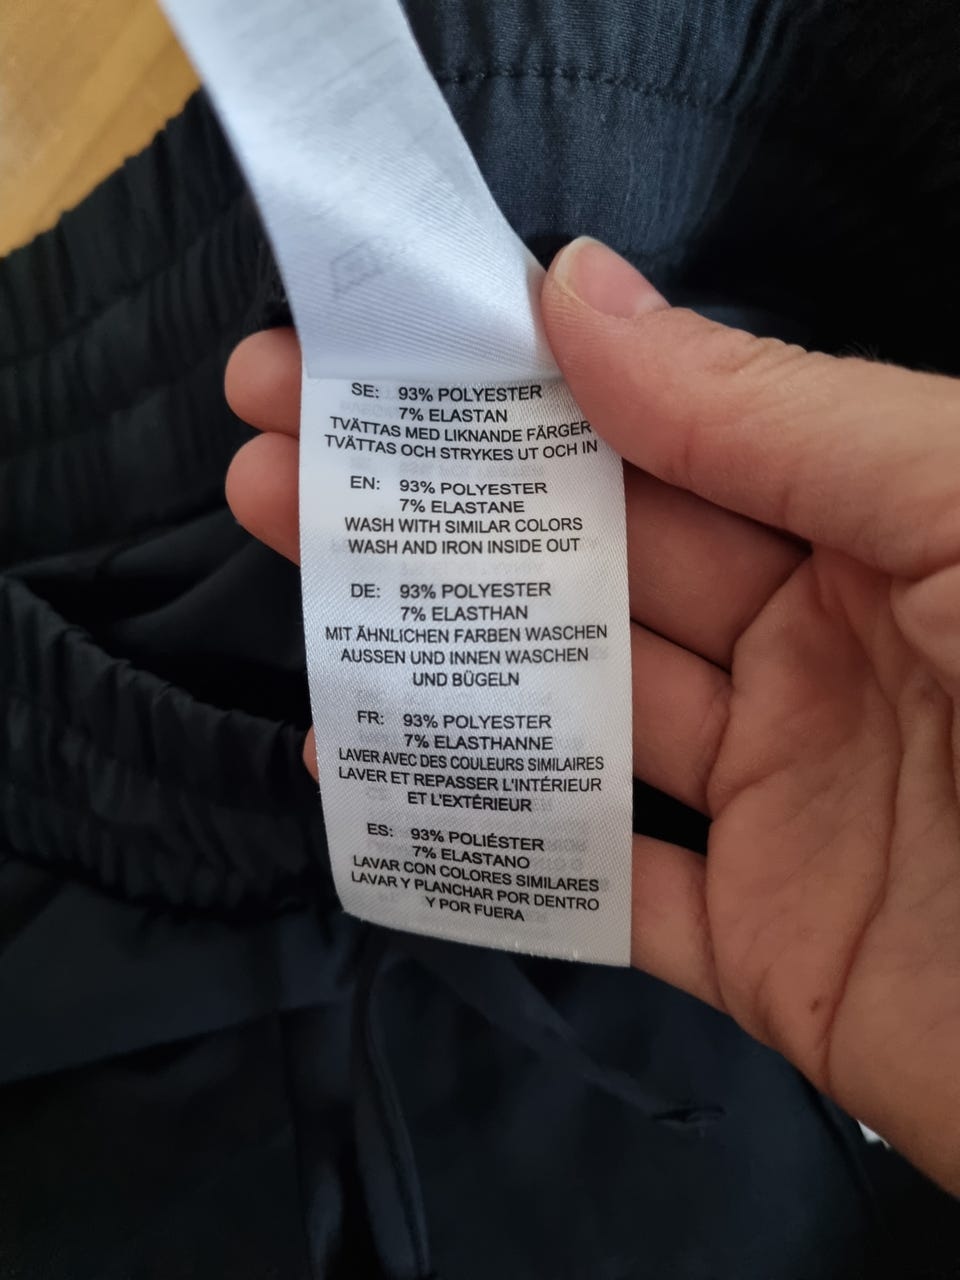 SE: 93% POLYESTER
7% ELASTAN
TVÄTTAS MED LIKNANDE FÄRGER
TVÄTTAS OCH STRYKES UT OCH IN
EN: 93% POLYESTER
7% ELASTANE
WASH WITH SIMILAR COLORS
WASH AND IRON INSIDE OUT
DE: 93% POLYESTER
7% ELASTHAN
MIT ÄHNLICHEN FARBEN WASCHEN
AUSSEN UND INNEN WASCHEN
UND BÜGELN
FR: 93% POLYESTER
7% ELASTHANNE
LAVER AVEC DES COULEURS SIMILAIRES
LAVER ET REPASSER L'INTÉRIEUR
ET L'EXTÉRIEUR
ES: 93% POLIÉSTER
7% ELASTANO
LAVAR CON COLORES SIMILARES
LAVAR Y PLANCHAR POR DENTRO
Y POR FUERA